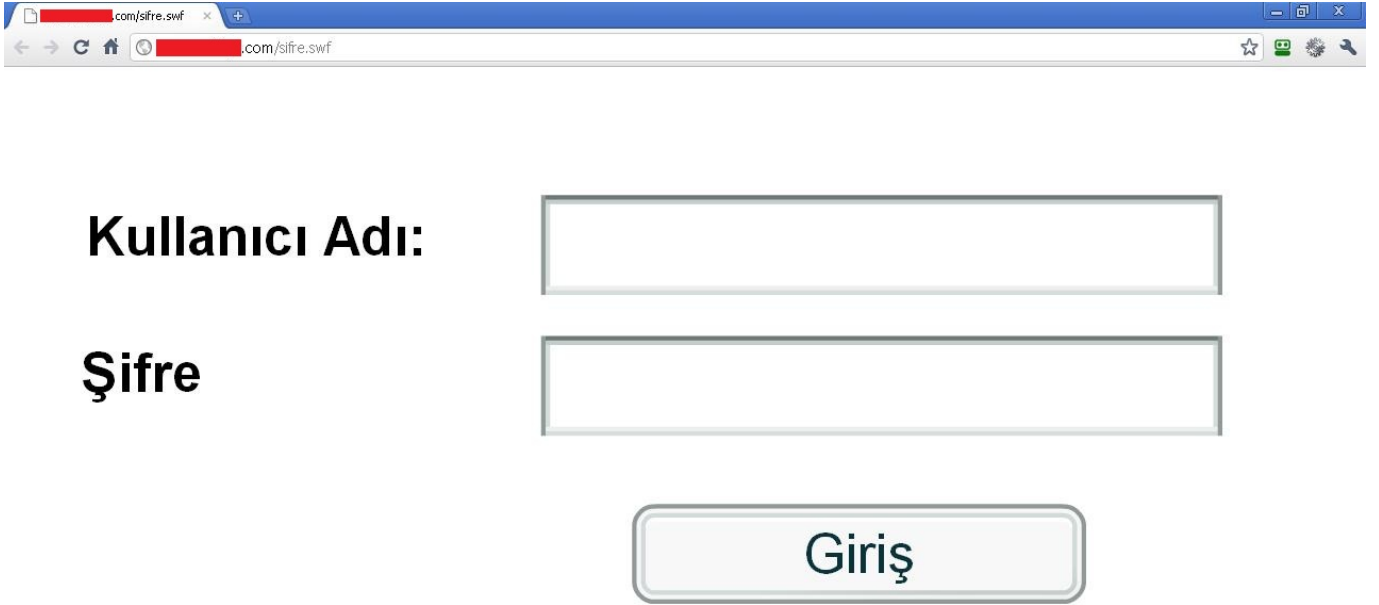 .com/sifre.swf
.com/sifre.swf
Kullanıcı Adı:
Şifre
Giriş